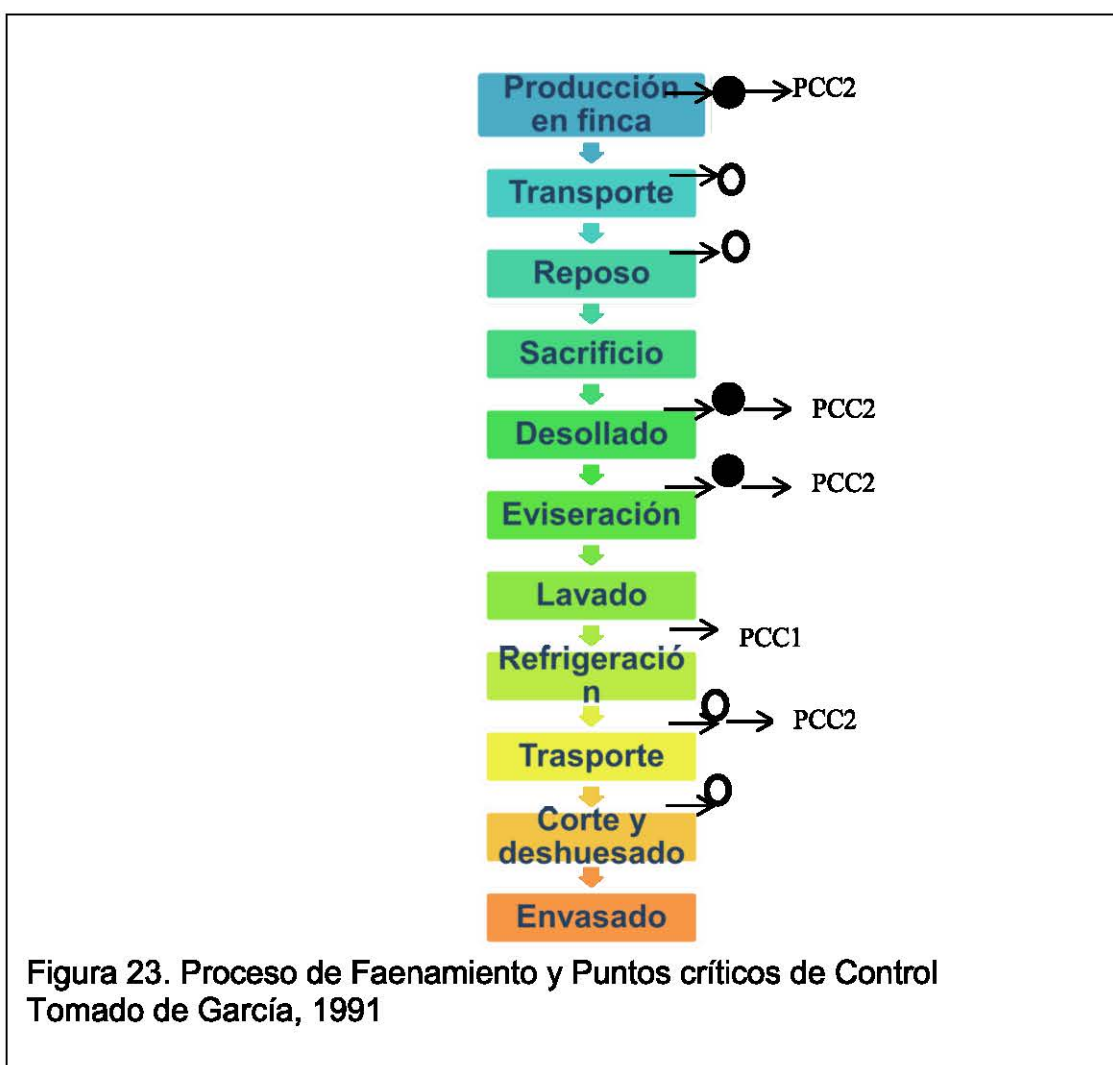 Producción
en finca
PCC2
Transporte
Reposo
Sacrificio
Desollado
PCC2
Eviseración
PCC2
Lavado
PCC1
Refrigeració
n
PCC2
Trasporte
Corte y
deshuesado
Envasado
Figura 23. Proceso de Faenamiento y Puntos críticos de Control
Tomado de García, 1991